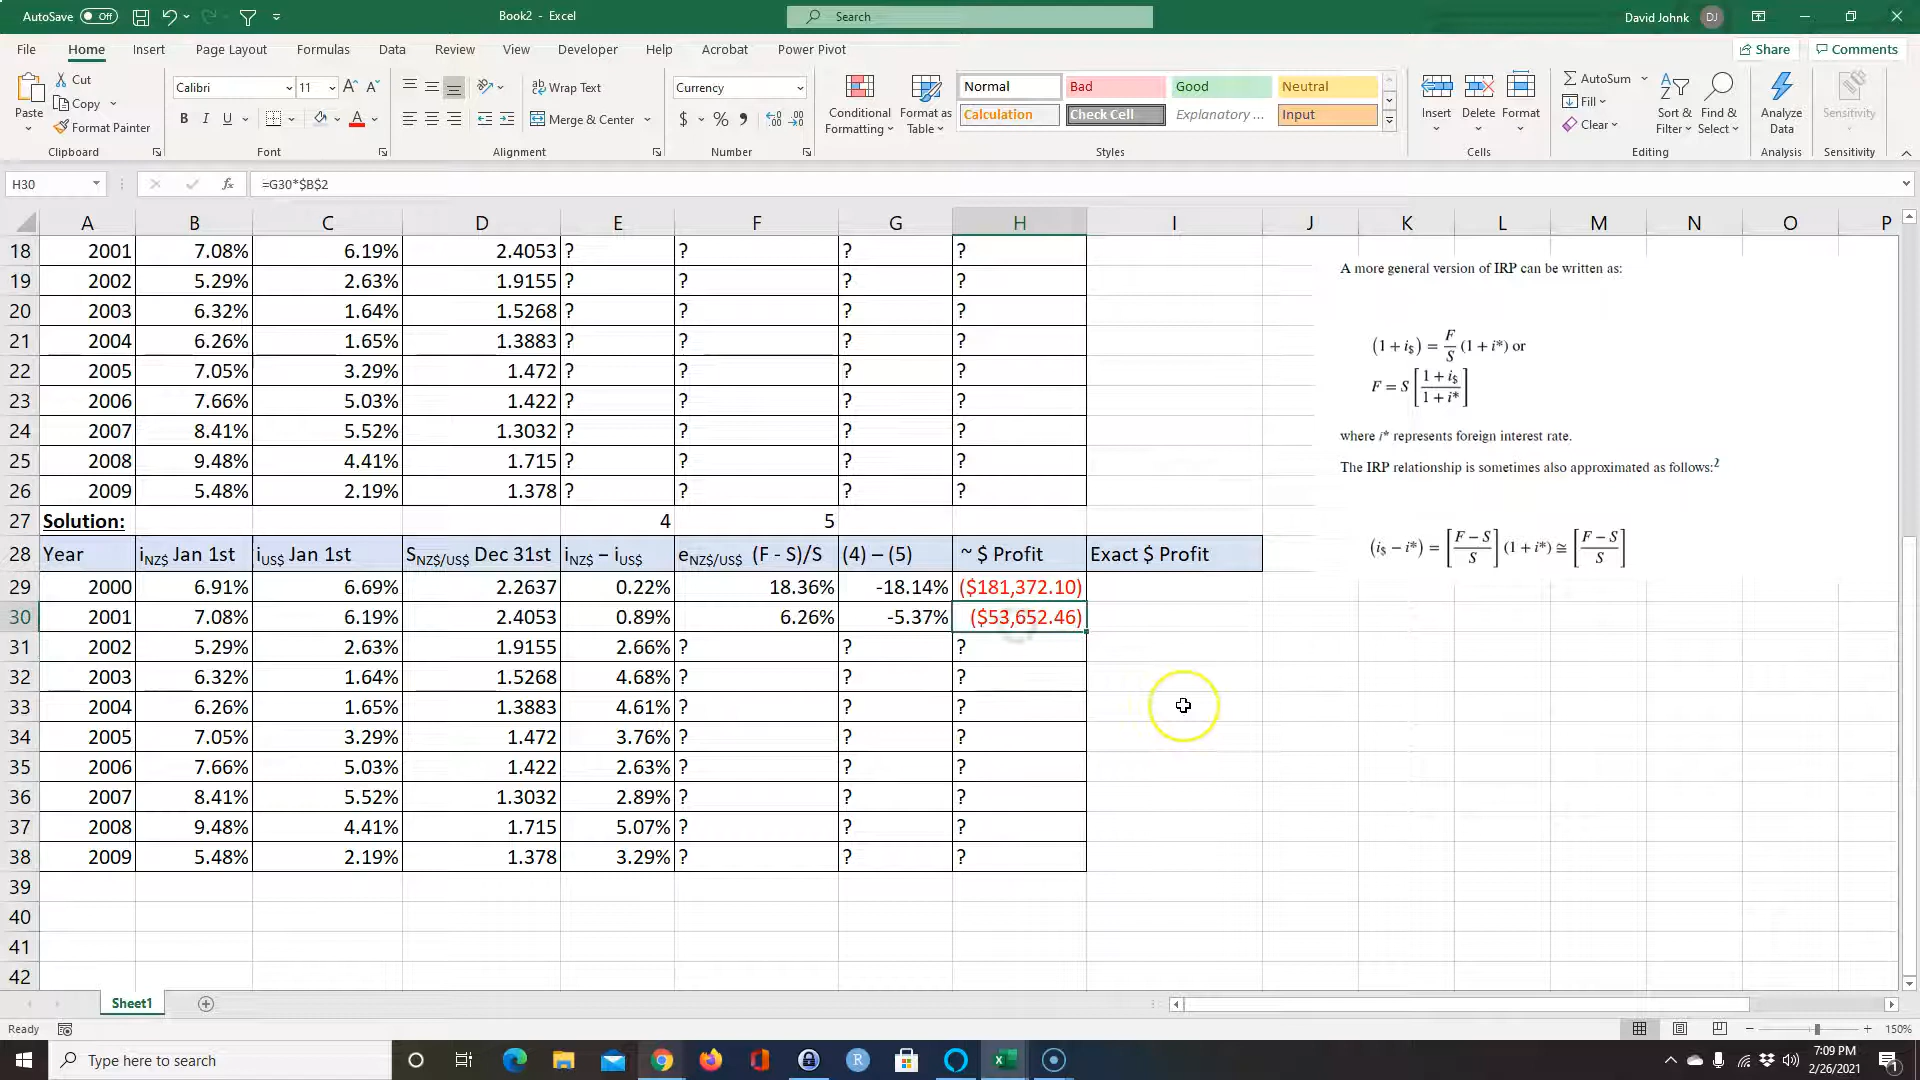 AutoSave Off Book2 - Excel Search David Johnk DJ
File Home Insert Page Layout Formulas Data Review View Developer Help Acrobat Power Pivot Share Comments
Paste Cut Copy Format Painter
Calibri 11 Wrap Text Merge & Center Currency
Conditional Formatting Format as Table
Normal Bad Good Neutral
Calculation Check Cell Explanatory ... Input
Insert Delete Format AutoSum Fill Clear Sort & Filter Find & Select Analyze Data Sensitivity
Clipboard Font Alignment Number Styles Cells Editing Analysis Sensitivity
H30 fx =G30*$B$2
A B C D E F G H I J K L M N O P
18 2001 7.08% 6.19% 2.4053 ? ? ? ?
19 2002 5.29% 2.63% 1.9155 ? ? ? ?
20 2003 6.32% 1.64% 1.5268 ? ? ? ?
21 2004 6.26% 1.65% 1.3883 ? ? ? ?
22 2005 7.05% 3.29% 1.472 ? ? ? ?
23 2006 7.66% 5.03% 1.422 ? ? ? ?
24 2007 8.41% 5.52% 1.3032 ? ? ? ?
25 2008 9.48% 4.41% 1.715 ? ? ? ?
26 2009 5.48% 2.19% 1.378 ? ? ? ?
27 Solution: 4 5
28 Year iNZ$ Jan 1st iUS$ Jan 1st SNZ$/US$ Dec 31st iNZ$ − iUS$ eNZ$/US$ (F - S)/S (4) – (5) ~ $ Profit Exact $ Profit
29 2000 6.91% 6.69% 2.2637 0.22% 18.36% -18.14% ($181,372.10)
30 2001 7.08% 6.19% 2.4053 0.89% 6.26% -5.37% ($53,652.46)
31 2002 5.29% 2.63% 1.9155 2.66% ? ? ?
32 2003 6.32% 1.64% 1.5268 4.68% ? ? ?
33 2004 6.26% 1.65% 1.3883 4.61% ? ? ?
34 2005 7.05% 3.29% 1.472 3.76% ? ? ?
35 2006 7.66% 5.03% 1.422 2.63% ? ? ?
36 2007 8.41% 5.52% 1.3032 2.89% ? ? ?
37 2008 9.48% 4.41% 1.715 5.07% ? ? ?
38 2009 5.48% 2.19% 1.378 3.29% ? ? ?
39
40
41
42
A more general version of IRP can be written as:
(1 + i$) = F/S (1 + i*) or
F = S [1 + i$ / 1 + i*]
where i* represents foreign interest rate.
The IRP relationship is sometimes also approximated as follows:2
(i$ − i*) = [F − S / S] (1 + i*) ≅ [F − S / S]
Sheet1
Ready 150%
Type here to search 7:09 PM
2/26/2021